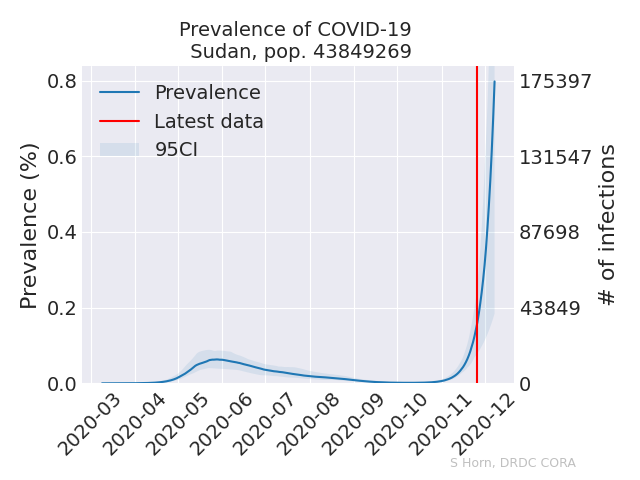 Prevalence of COVID-19
Sudan, pop. 43849269
Prevalence
Latest data
95CI
Prevalence (%)
0.8
0.6
0.4
0.2
0.0
175397
131547
87698
43849
0
# of infections
2020-03
2020-04
2020-05
2020-06
2020-07
2020-08
2020-09
2020-10
2020-11
2020-12
S Horn, DRDC CORA